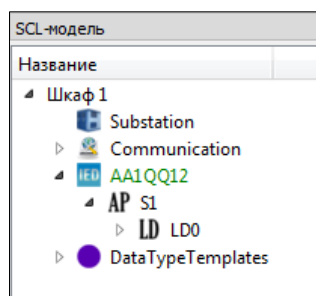 SCL-модель
Название
Шкаф 1
Substation
Communication
IED AA1QQ12
AP S1
LD LD0
DataTypeTemplates